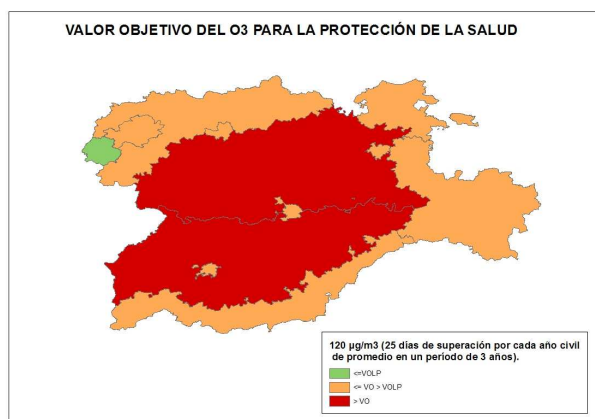 VALOR OBJETIVO DEL O3 PARA LA PROTECCIÓN DE LA SALUD
120 µg/m3 (25 días de superación por cada año civil
de promedio en un período de 3 años).
<=VOLP
<= VO > VOLP
> VO